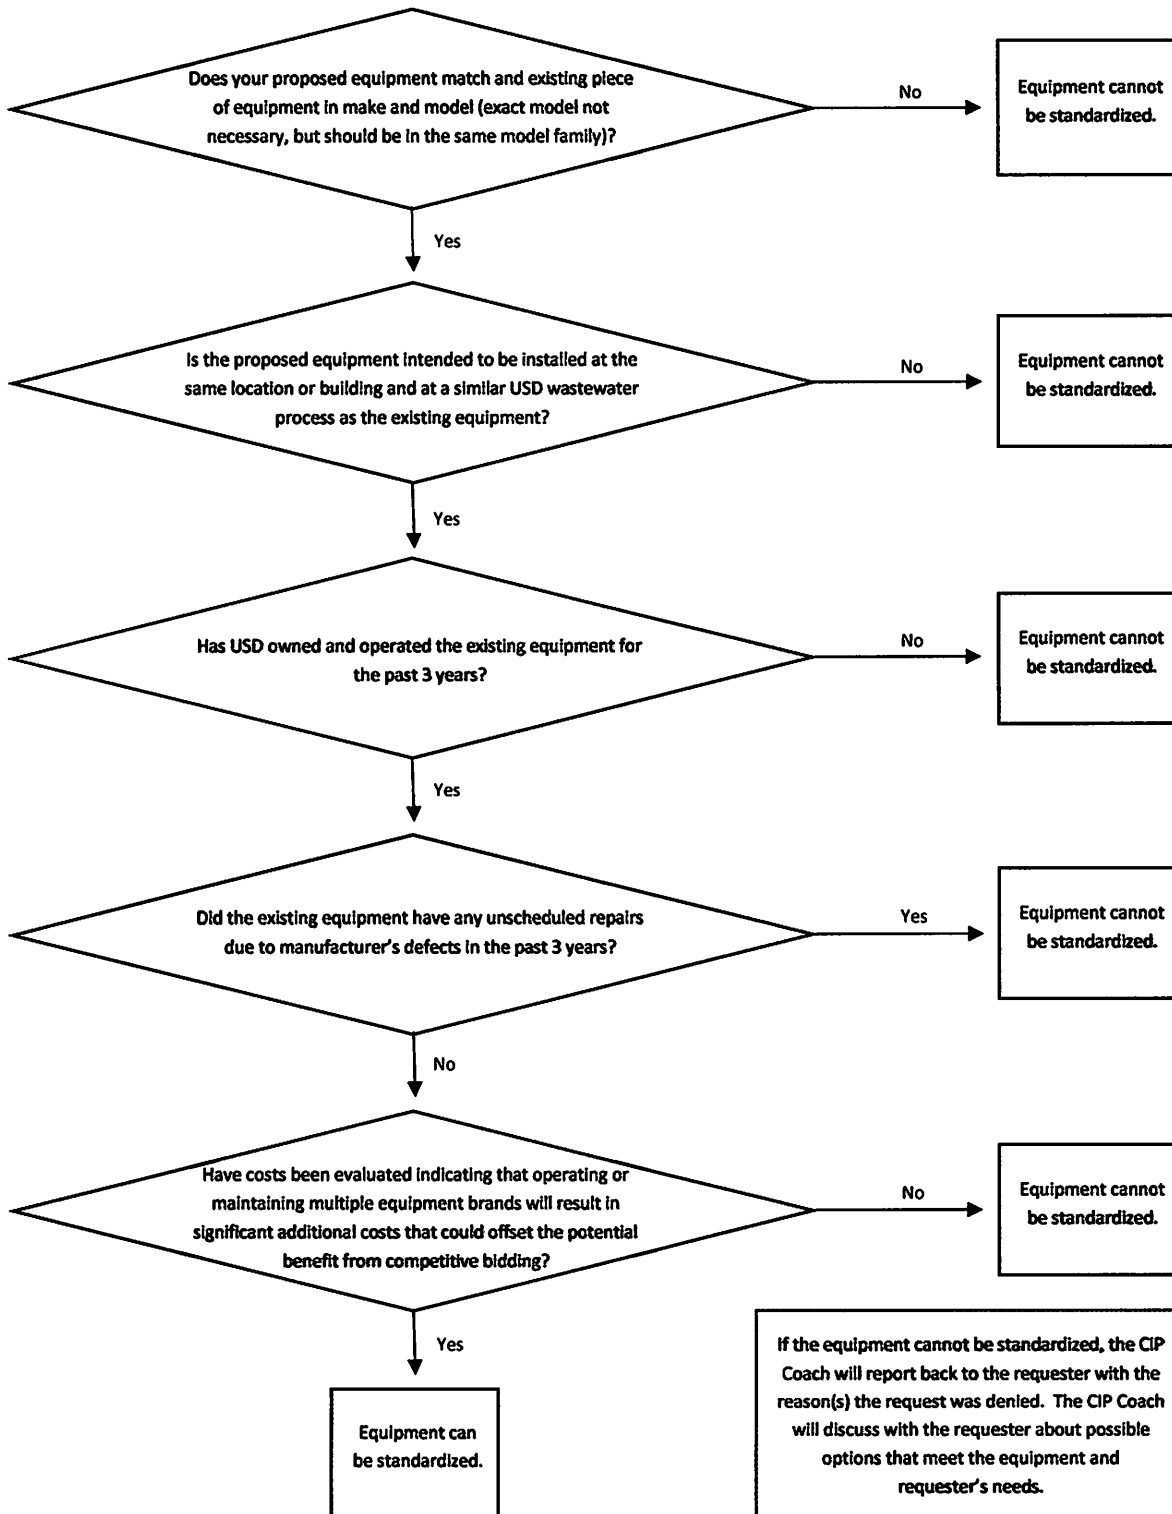 Does your proposed equipment match and existing piece
of equipment in make and model (exact model not
necessary, but should be in the same model family)?
No
Equipment cannot
be standardized.
Yes
Is the proposed equipment intended to be installed at the
same location or building and at a similar USD wastewater
process as the existing equipment?
No
Equipment cannot
be standardized.
Yes
Has USD owned and operated the existing equipment for
the past 3 years?
No
Equipment cannot
be standardized.
Yes
Did the existing equipment have any unscheduled repairs
due to manufacturer's defects in the past 3 years?
Yes
Equipment cannot
be standardized.
No
Have costs been evaluated indicating that operating or
maintaining multiple equipment brands will result in
significant additional costs that could offset the potential
benefit from competitive bidding?
No
Equipment cannot
be standardized.
Yes
Equipment can
be standardized.
If the equipment cannot be standardized, the CIP
Coach will report back to the requester with the
reason(s) the request was denied. The CIP Coach
will discuss with the requester about possible
options that meet the equipment and
requester's needs.